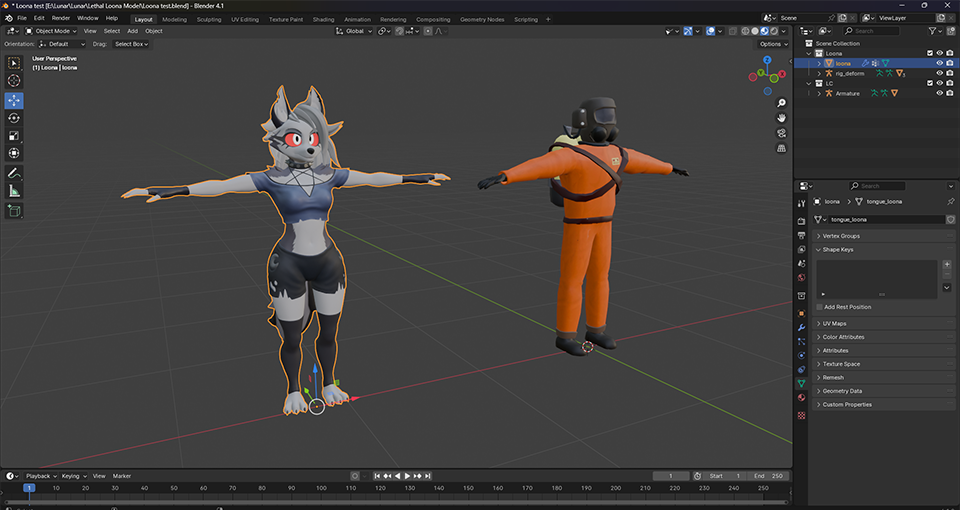 * Loona test [E:\Lunar\Lunar\Lethal Loona Model\Loona test.blend] - Blender 4.1
File Edit Render Window Help Layout Modeling Sculpting UV Editing Texture Paint Shading Animation Rendering Compositing Geometry Nodes Scripting + Scene ViewLayer
Object Mode View Select Add Object Global Search
Orientation: Default Drag: Select Box Options
User Perspective
(1) Loona | loona
Z
Y
X
Scene Collection
Loona
loona
rig_deform
LC
Armature
Search
loona tongue_loona
tongue_loona
Vertex Groups
Shape Keys
Add Rest Position
UV Maps
Color Attributes
Attributes
Texture Space
Remesh
Geometry Data
Custom Properties
Playback Keying View Marker 1 Start 1 End 250
1 10 20 30 40 50 60 70 80 90 100 110 120 130 140 150 160 170 180 190 200 210 220 230 240 250